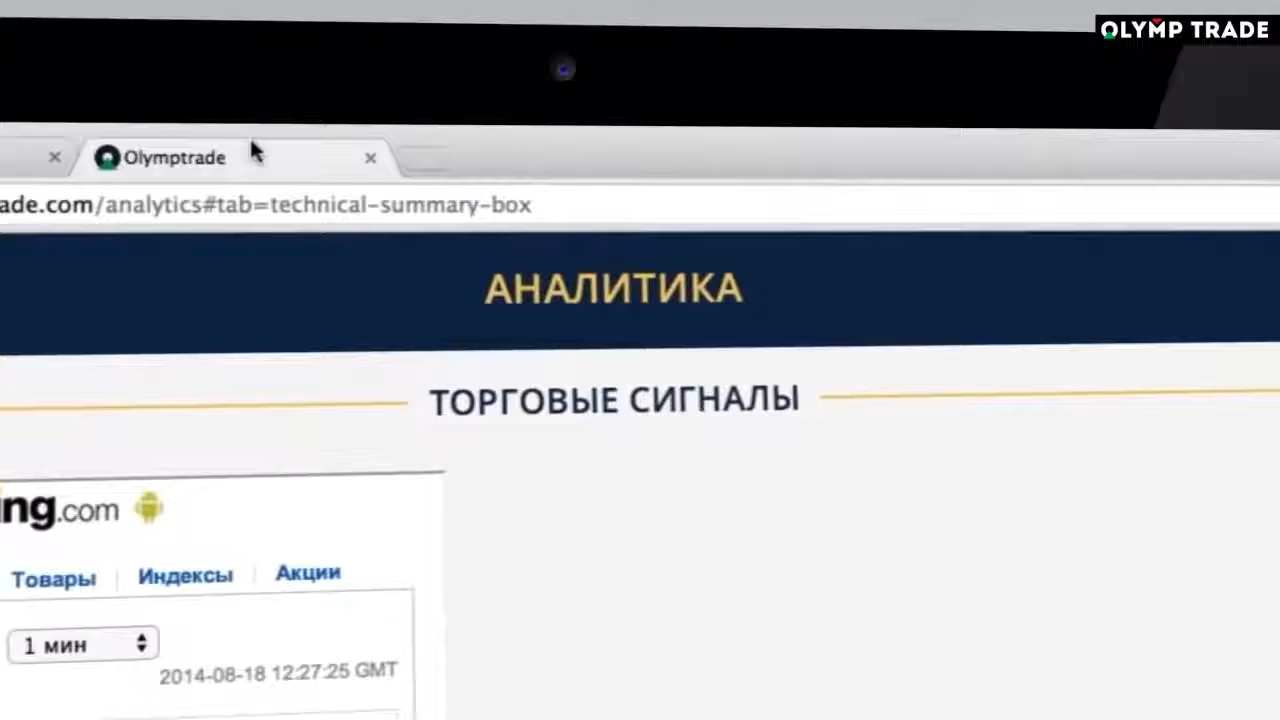 OLYMP TRADE
Olymptrade
ade.com/analytics#tab=technical-summary-box
АНАЛИТИКА
ТОРГОВЫЕ СИГНАЛЫ
ing.com
Товары Индексы Акции
1 мин
2014-08-18 12:27:25 GMT